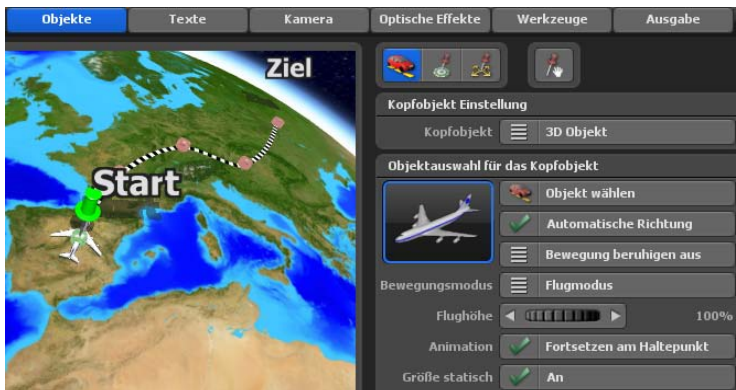 Objekte
Texte
Kamera
Optische Effekte
Werkzeuge
Ausgabe
Ziel
Start
Kopfobjekt Einstellung
Kopfobjekt
3D Objekt
Objektauswahl für das Kopfobjekt
Objekt wählen
Automatische Richtung
Bewegung beruhigen aus
Bewegungsmodus
Flugmodus
Flughöhe
100%
Animation
Fortsetzen am Haltepunkt
Größe statisch
An